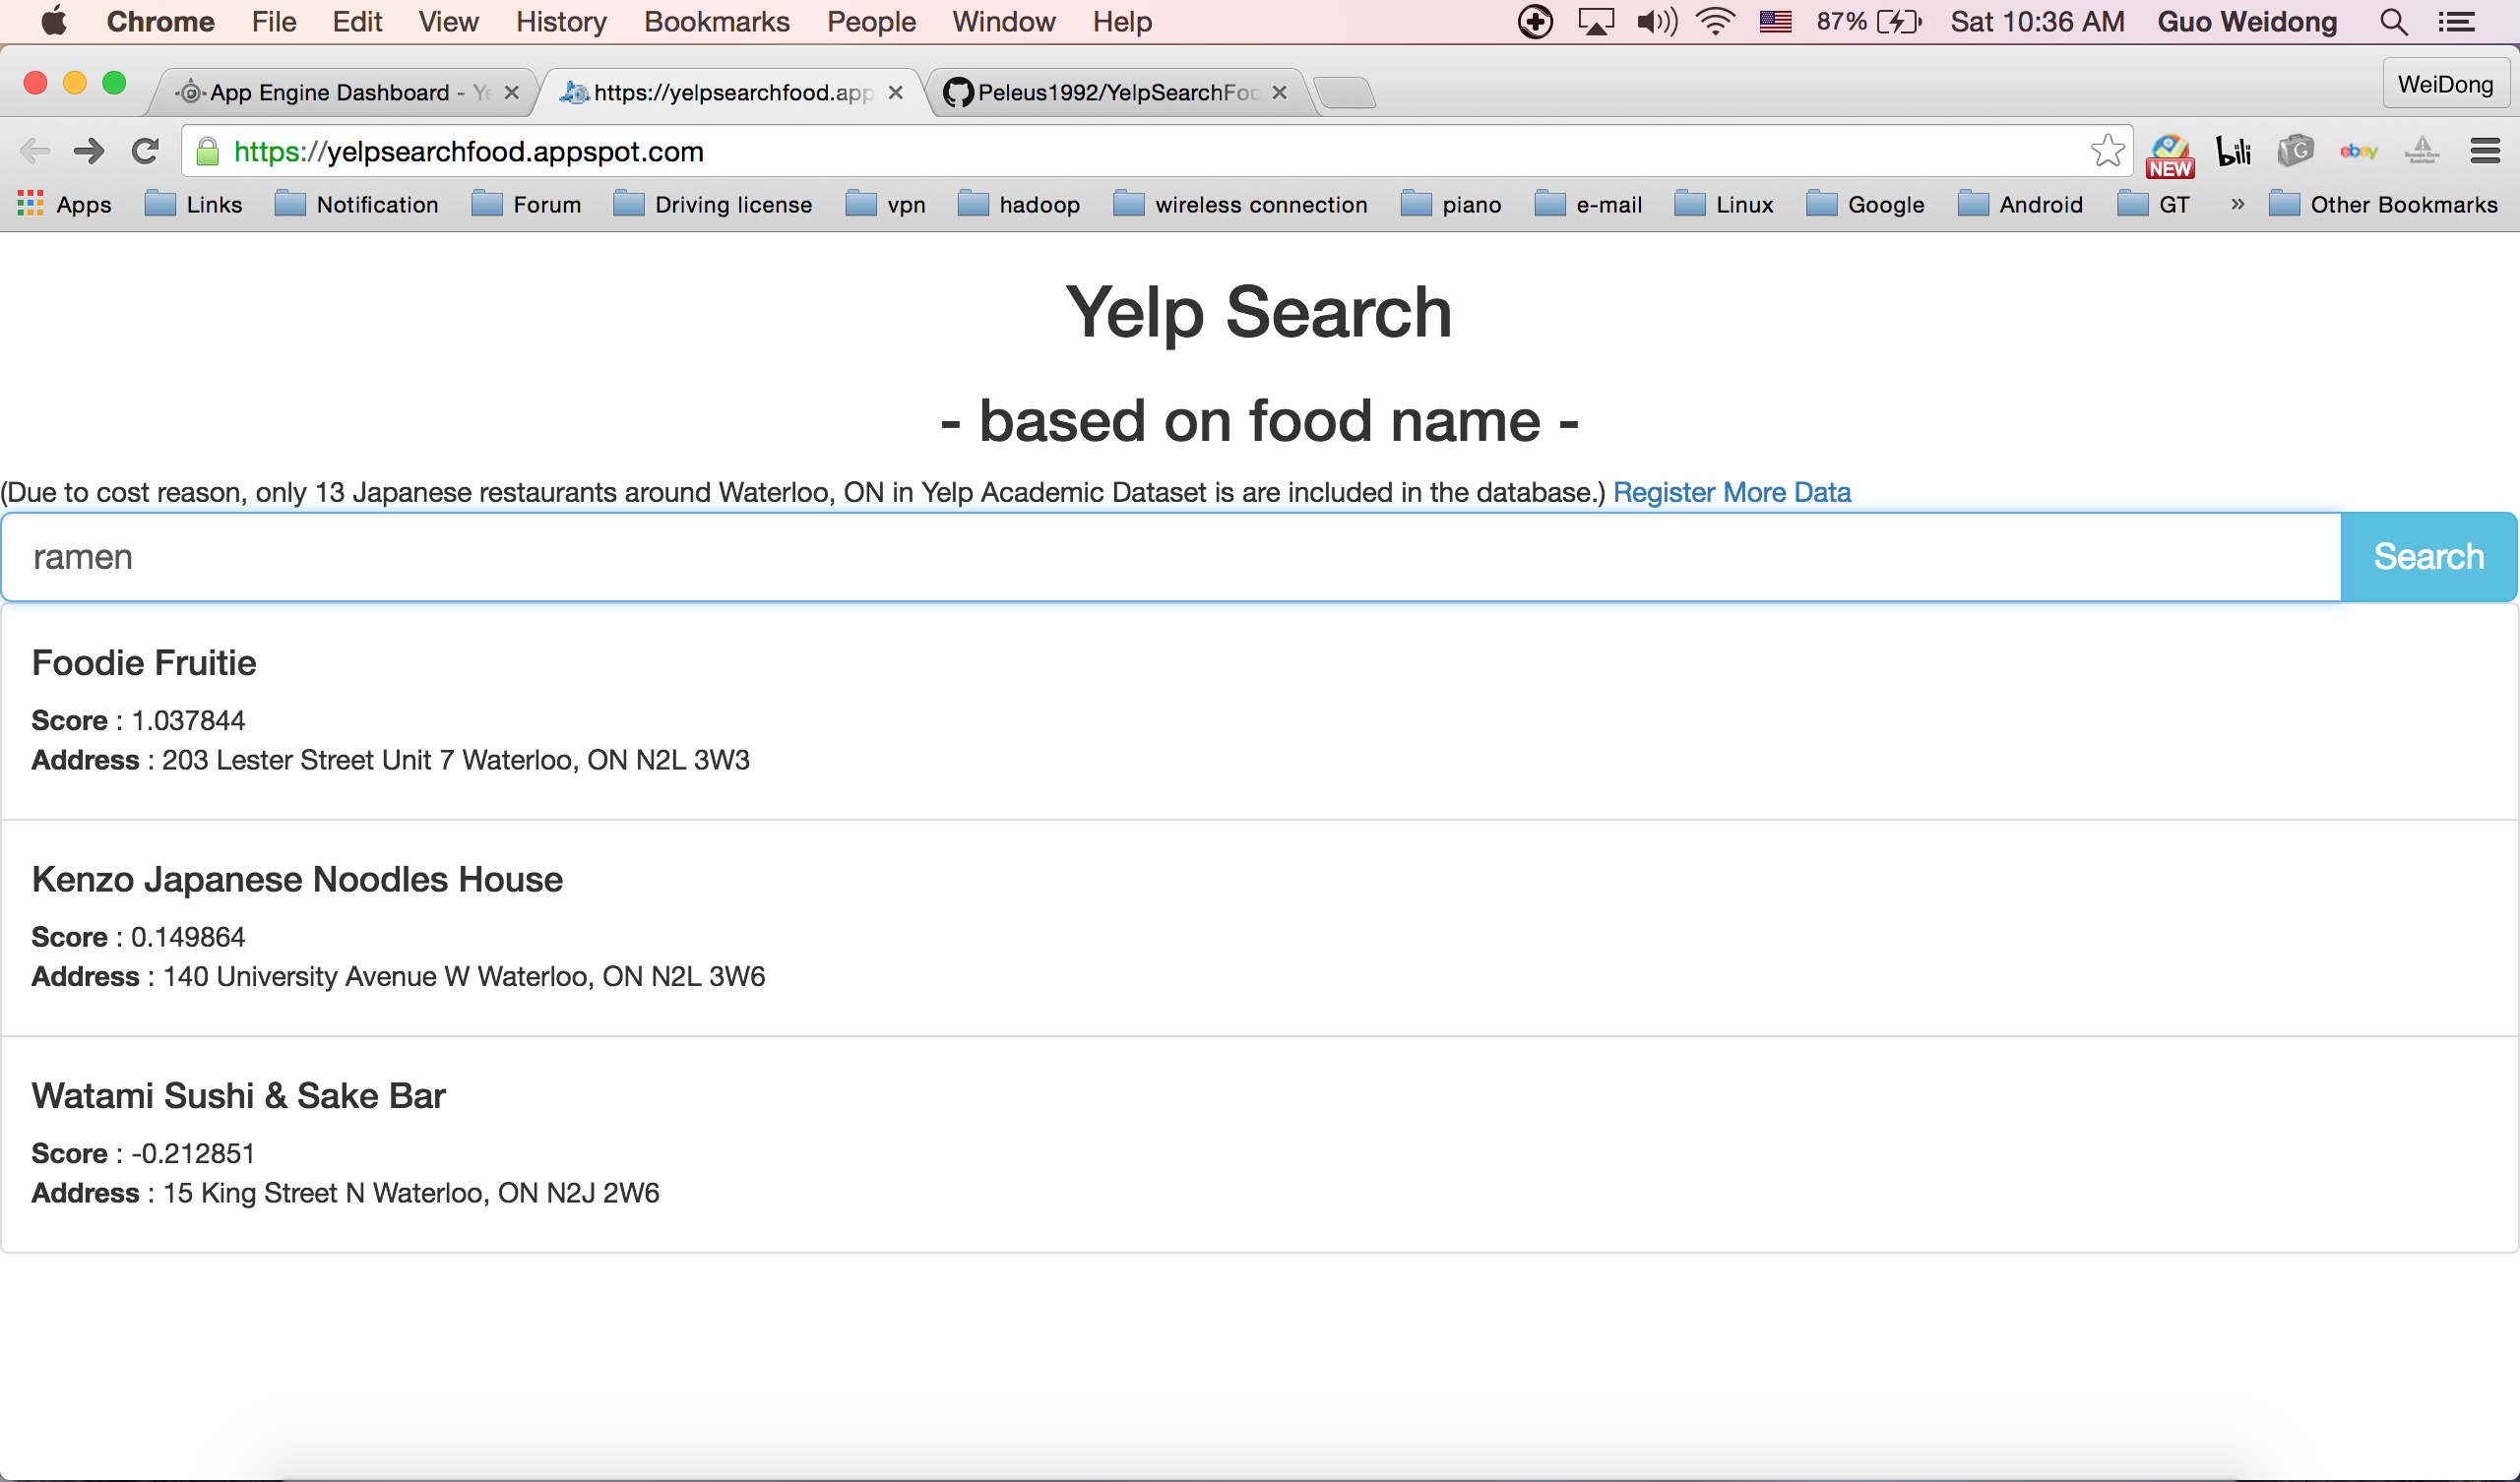 Chrome File Edit View History Bookmarks People Window Help 87% Sat 10:36 AM Guo Weidong
App Engine Dashboard - Ye https://yelpsearchfood.app Peleus1992/YelpSearchFoo WeiDong
https://yelpsearchfood.appspot.com NEW bili G ebay
Apps Links Notification Forum Driving license vpn hadoop wireless connection piano e-mail Linux Google Android GT » Other Bookmarks
Yelp Search
- based on food name -
(Due to cost reason, only 13 Japanese restaurants around Waterloo, ON in Yelp Academic Dataset is are included in the database.) Register More Data
ramen Search
Foodie Fruitie
Score : 1.037844
Address : 203 Lester Street Unit 7 Waterloo, ON N2L 3W3
Kenzo Japanese Noodles House
Score : 0.149864
Address : 140 University Avenue W Waterloo, ON N2L 3W6
Watami Sushi & Sake Bar
Score : -0.212851
Address : 15 King Street N Waterloo, ON N2J 2W6